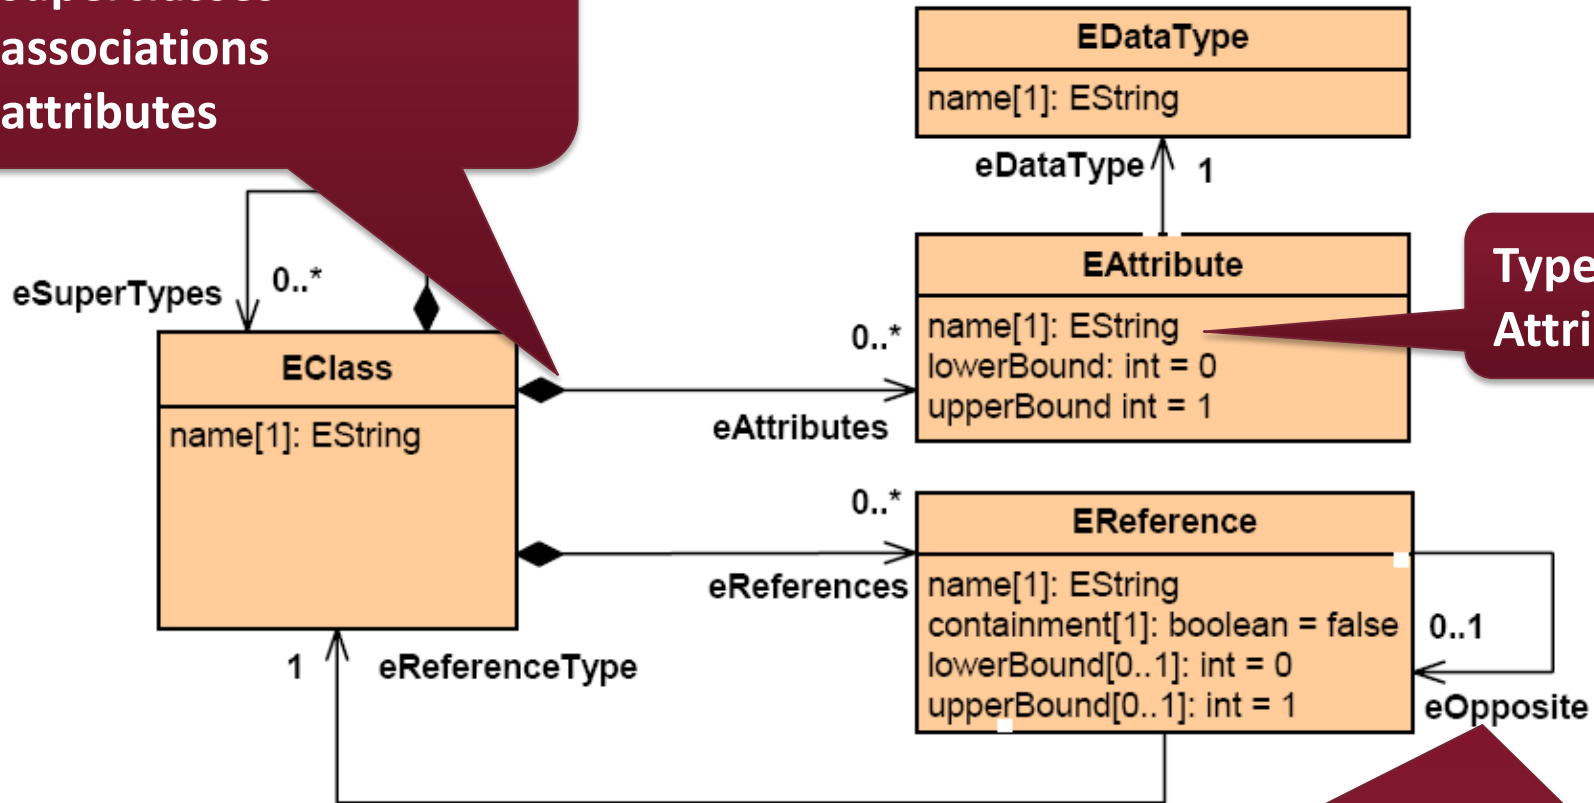 associations
attributes
EDataType
name[1]: EString
eDataType
1
eSuperTypes
0..*
EClass
name[1]: EString
0..*
eAttributes
EAttribute
name[1]: EString
lowerBound: int = 0
upperBound int = 1
Type
Attri
0..*
eReferences
EReference
name[1]: EString
containment[1]: boolean = false
lowerBound[0..1]: int = 0
upperBound[0..1]: int = 1
0..1
eOpposite
1
eReferenceType